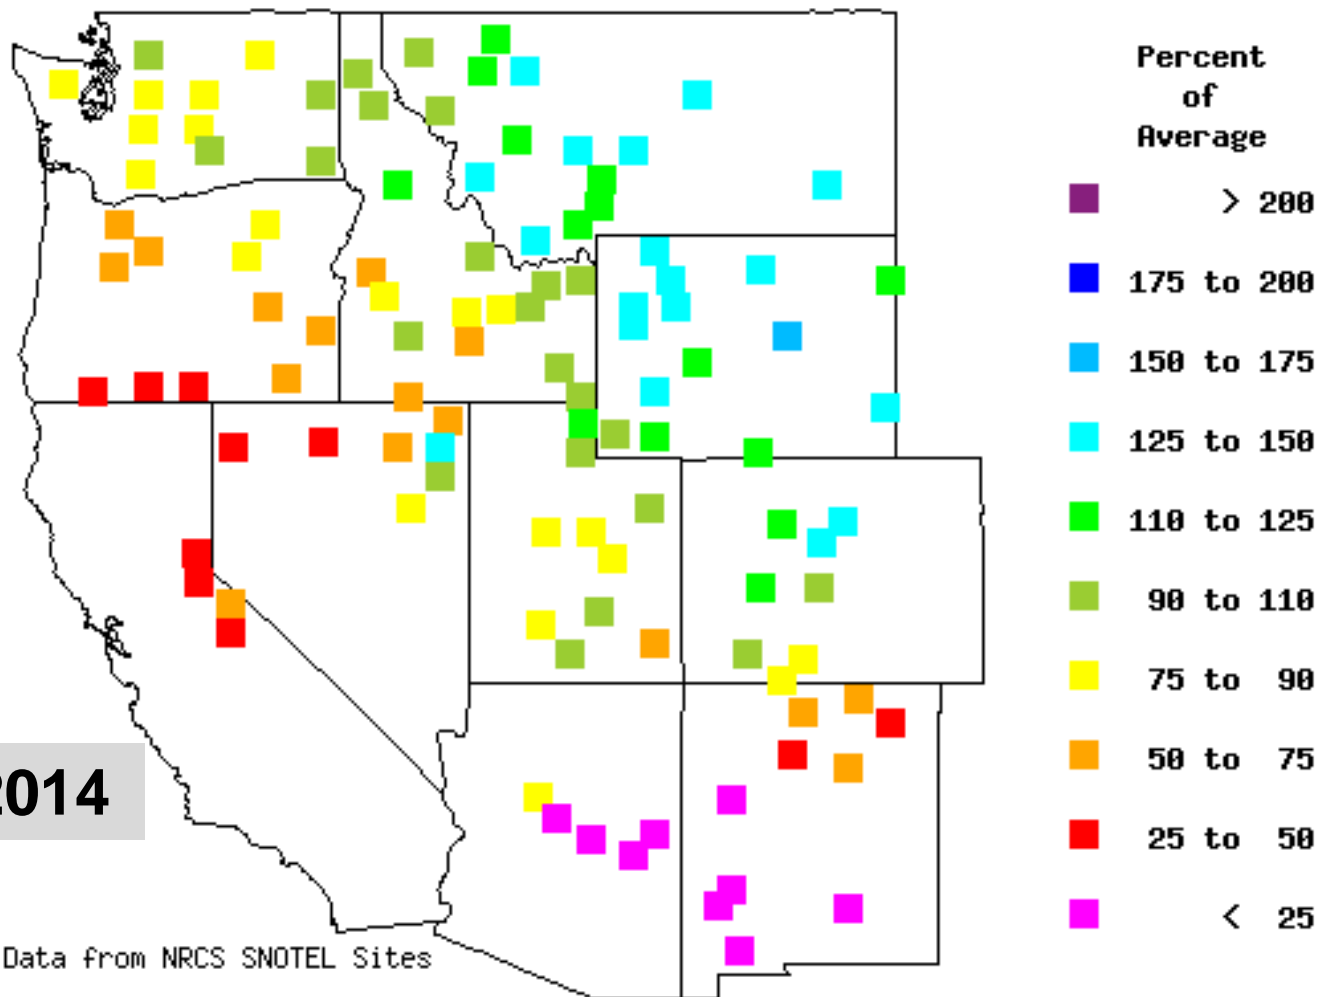 Percent
of
Average
> 200
175 to 200
150 to 175
125 to 150
110 to 125
90 to 110
75 to 90
50 to 75
25 to 50
< 25
2014
Data from NRCS SNOTEL Sites